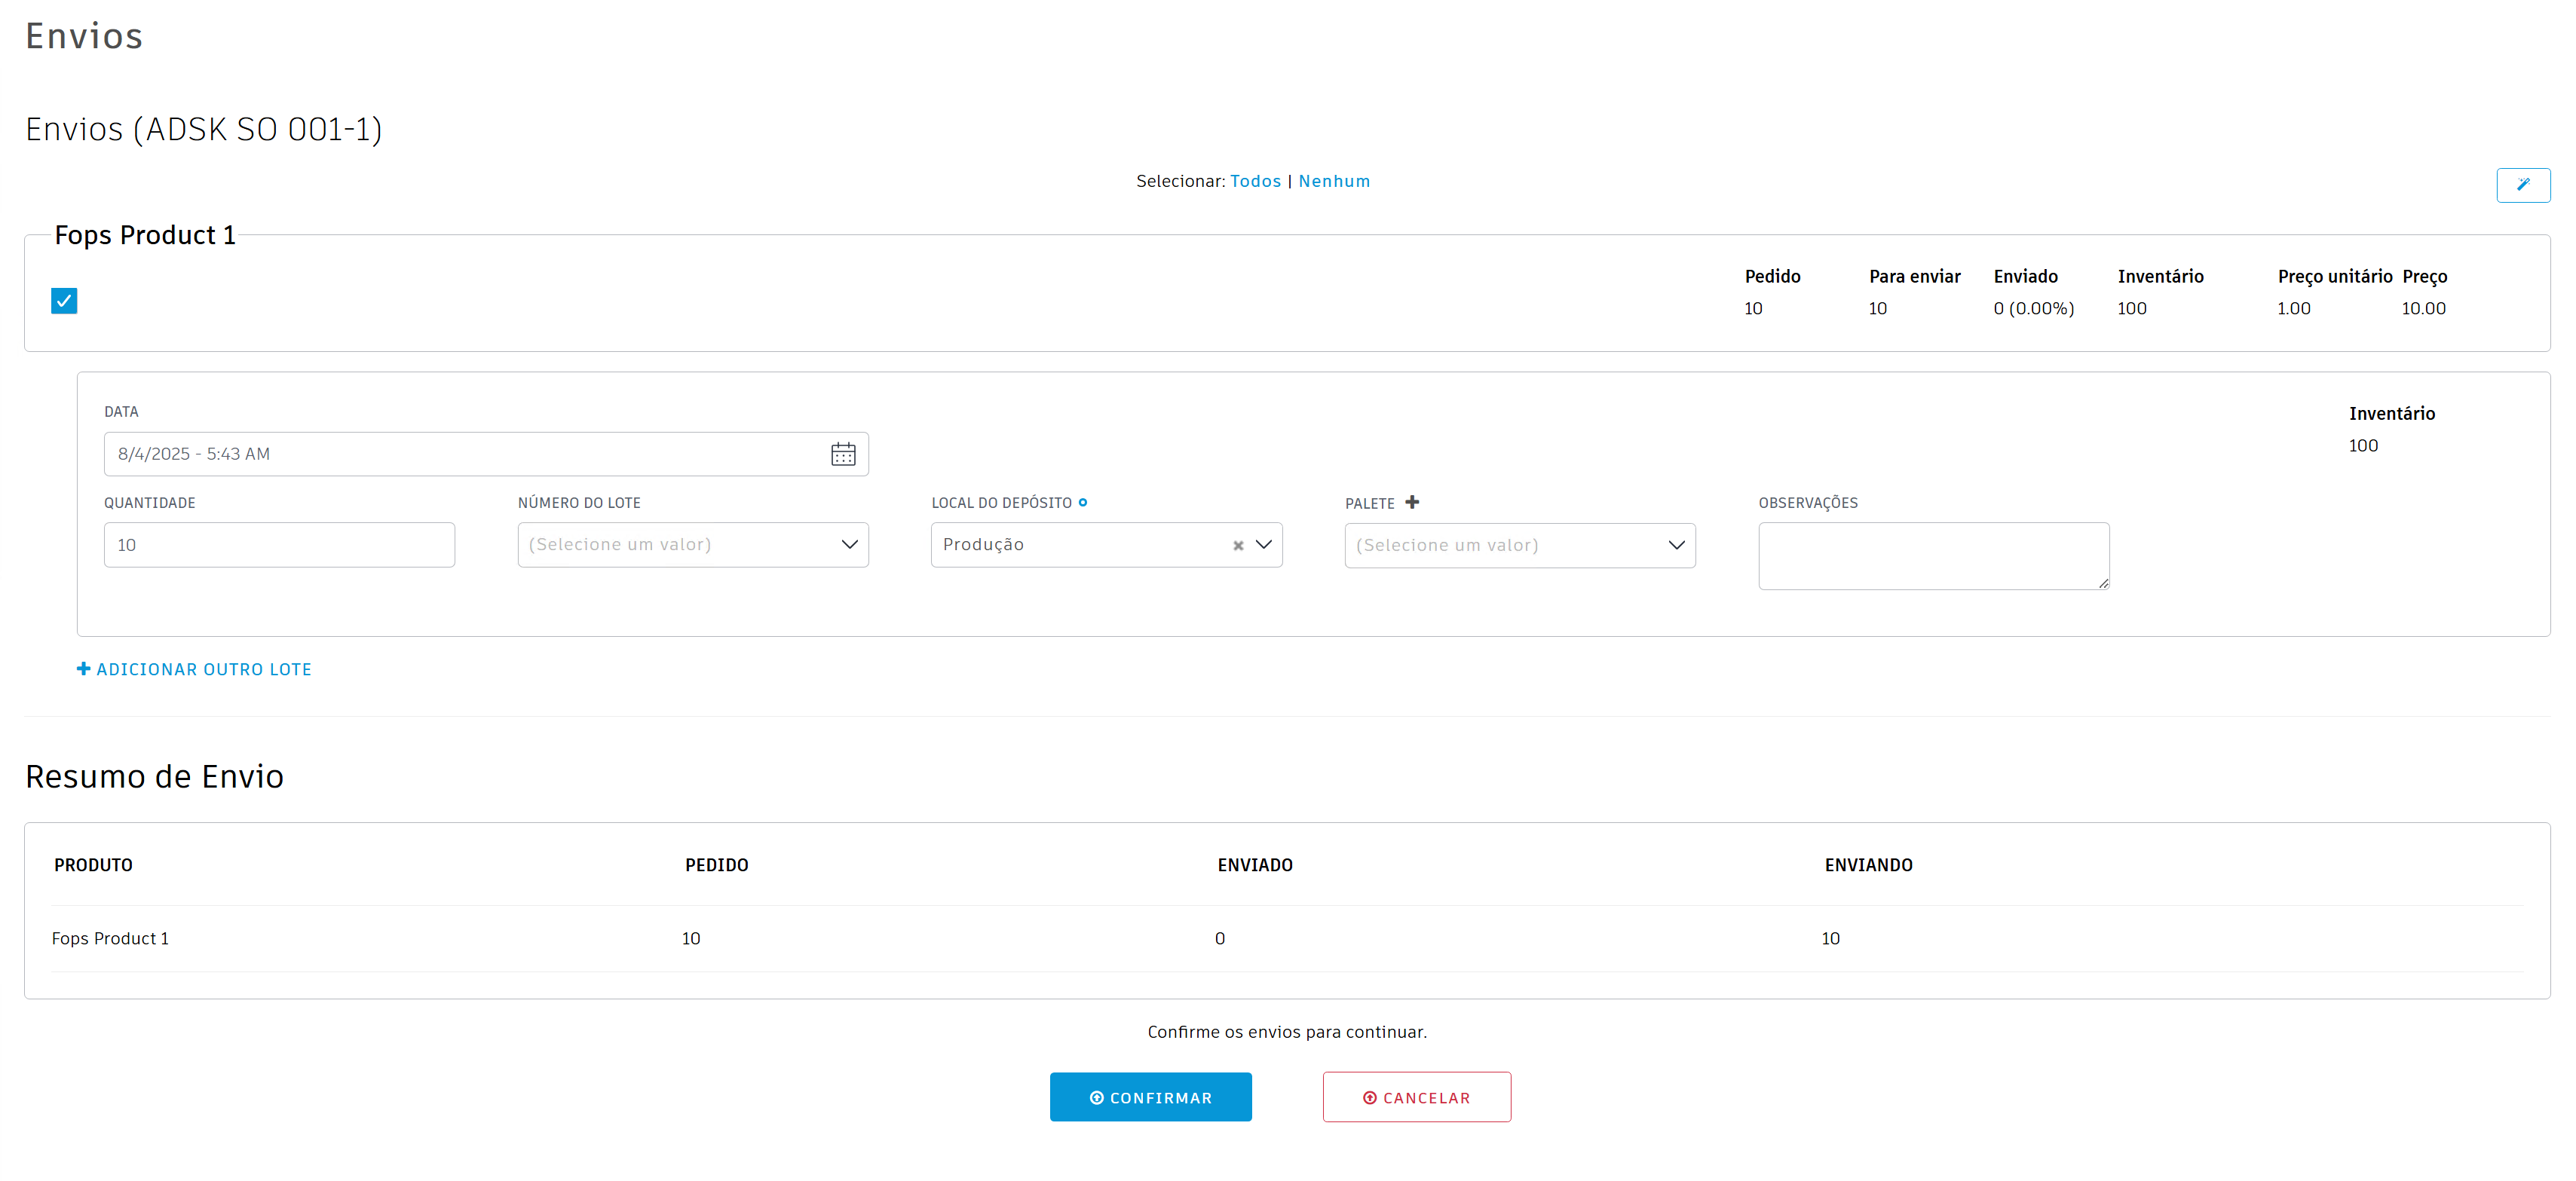 Envios
Envios (ADSK SO 001-1)
Selecionar: Todos | Nenhum
Fops Product 1
Pedido Para enviar Enviado Inventário Preço unitário Preço
10 10 0 (0.00%) 100 1.00 10.00
DATA
8/4/2025 - 5:43 AM
Inventário
100
QUANTIDADE NÚMERO DO LOTE LOCAL DO DEPÓSITO PALETE OBSERVAÇÕES
10 (Selecione um valor) Produção (Selecione um valor)
ADICIONAR OUTRO LOTE
Resumo de Envio
PRODUTO PEDIDO ENVIADO ENVIANDO
Fops Product 1 10 0 10
Confirme os envios para continuar.
CONFIRMAR CANCELAR